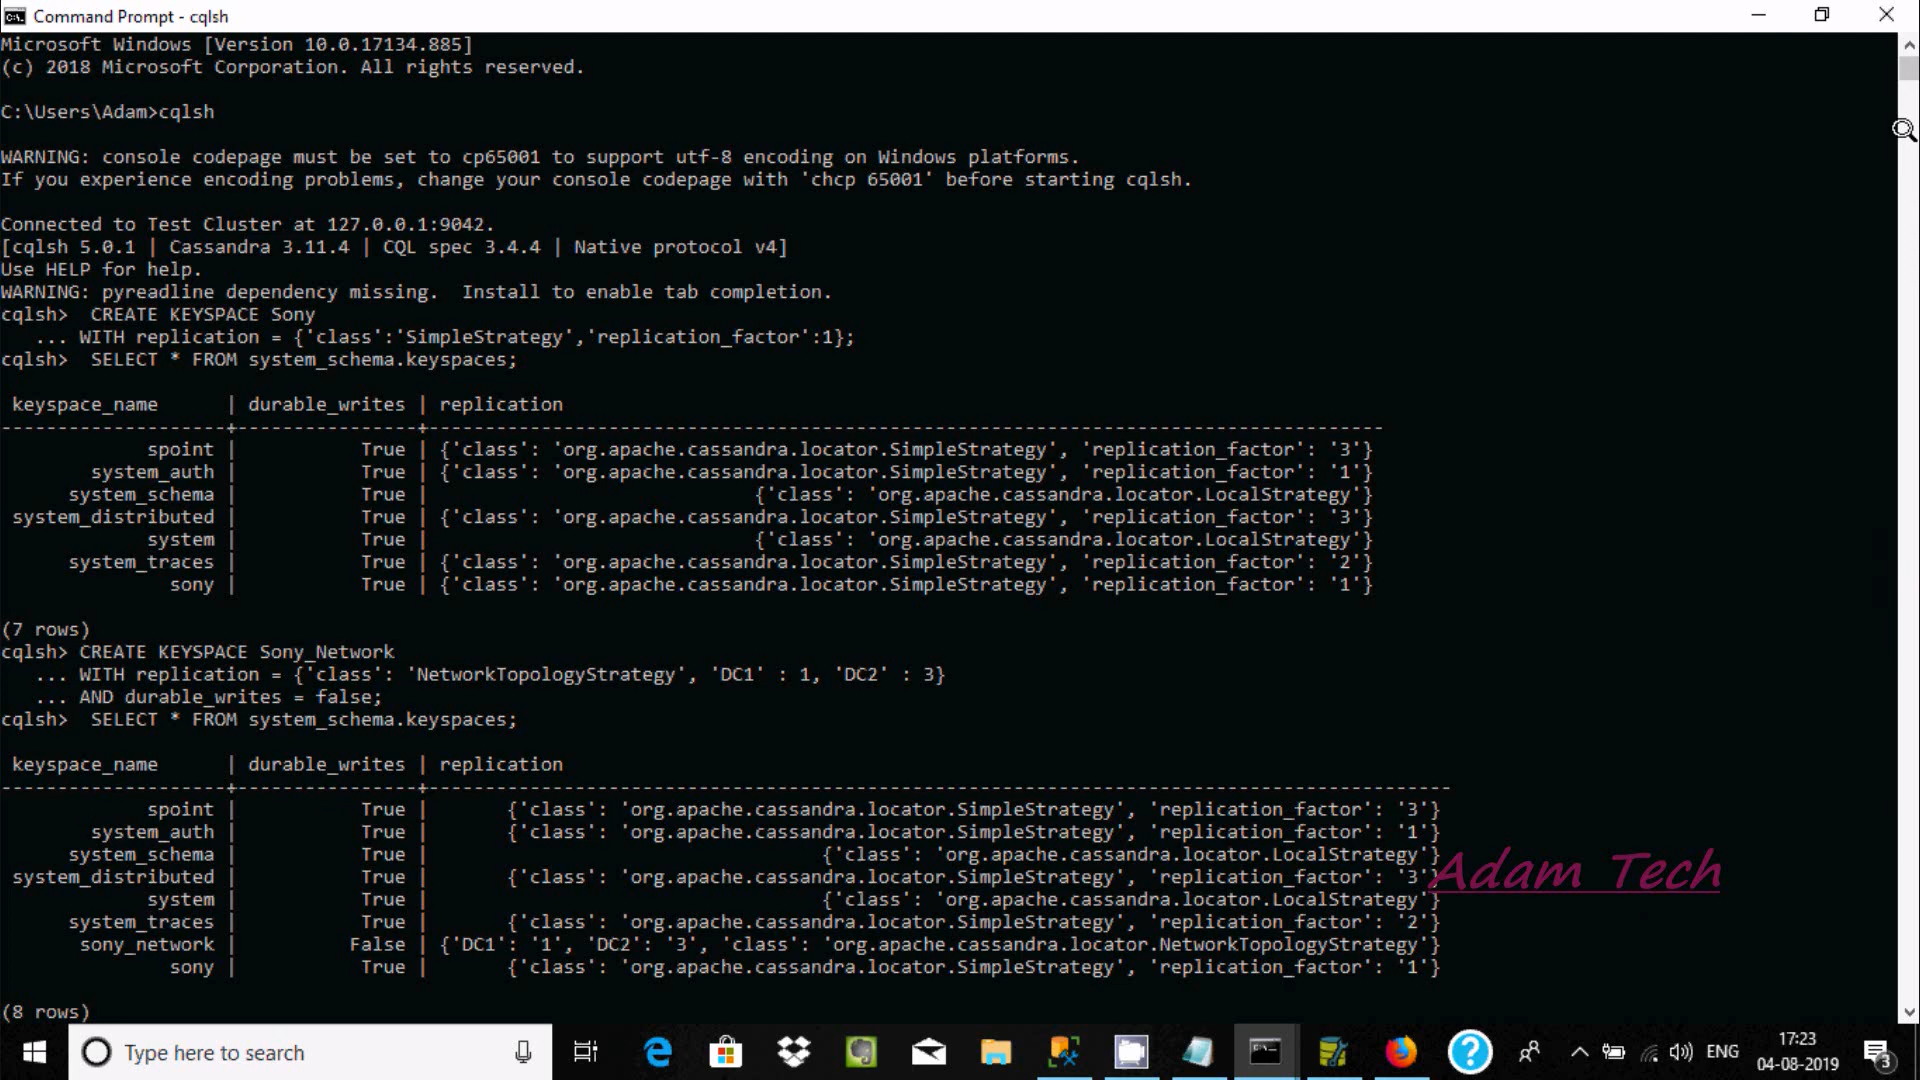 Command Prompt - cqlsh
Microsoft Windows [Version 10.0.17134.885]
(c) 2018 Microsoft Corporation. All rights reserved.
C:\Users\Adam>cqlsh
WARNING: console codepage must be set to cp65001 to support utf-8 encoding on Windows platforms.
If you experience encoding problems, change your console codepage with 'chcp 65001' before starting cqlsh.
Connected to Test Cluster at 127.0.0.1:9042.
[cqlsh 5.0.1 | Cassandra 3.11.4 | CQL spec 3.4.4 | Native protocol v4]
Use HELP for help.
WARNING: pyreadline dependency missing.  Install to enable tab completion.
cqlsh>  CREATE KEYSPACE Sony
   ... WITH replication = {'class':'SimpleStrategy','replication_factor':1};
cqlsh>  SELECT * FROM system_schema.keyspaces;
 keyspace_name      | durable_writes | replication
--------------------+----------------+-------------------------------------------------------------------------------------
             spoint |           True | {'class': 'org.apache.cassandra.locator.SimpleStrategy', 'replication_factor': '3'}
        system_auth |           True | {'class': 'org.apache.cassandra.locator.SimpleStrategy', 'replication_factor': '1'}
      system_schema |           True |                             {'class': 'org.apache.cassandra.locator.LocalStrategy'}
 system_distributed |           True | {'class': 'org.apache.cassandra.locator.SimpleStrategy', 'replication_factor': '3'}
             system |           True |                             {'class': 'org.apache.cassandra.locator.LocalStrategy'}
      system_traces |           True | {'class': 'org.apache.cassandra.locator.SimpleStrategy', 'replication_factor': '2'}
               sony |           True | {'class': 'org.apache.cassandra.locator.SimpleStrategy', 'replication_factor': '1'}
(7 rows)
cqlsh> CREATE KEYSPACE Sony_Network
   ... WITH replication = {'class': 'NetworkTopologyStrategy', 'DC1' : 1, 'DC2' : 3}
   ... AND durable_writes = false;
cqlsh>  SELECT * FROM system_schema.keyspaces;
 keyspace_name      | durable_writes | replication
--------------------+----------------+-------------------------------------------------------------------------------------------
             spoint |           True |       {'class': 'org.apache.cassandra.locator.SimpleStrategy', 'replication_factor': '3'}
        system_auth |           True |       {'class': 'org.apache.cassandra.locator.SimpleStrategy', 'replication_factor': '1'}
      system_schema |           True |                                   {'class': 'org.apache.cassandra.locator.LocalStrategy'}
 system_distributed |           True |       {'class': 'org.apache.cassandra.locator.SimpleStrategy', 'replication_factor': '3'}
             system |           True |                                   {'class': 'org.apache.cassandra.locator.LocalStrategy'}
      system_traces |           True |       {'class': 'org.apache.cassandra.locator.SimpleStrategy', 'replication_factor': '2'}
       sony_network |          False | {'DC1': '1', 'DC2': '3', 'class': 'org.apache.cassandra.locator.NetworkTopologyStrategy'}
               sony |           True |       {'class': 'org.apache.cassandra.locator.SimpleStrategy', 'replication_factor': '1'}
(8 rows)
Adam Tech
Type here to search
ENG
17:23
04-08-2019
3